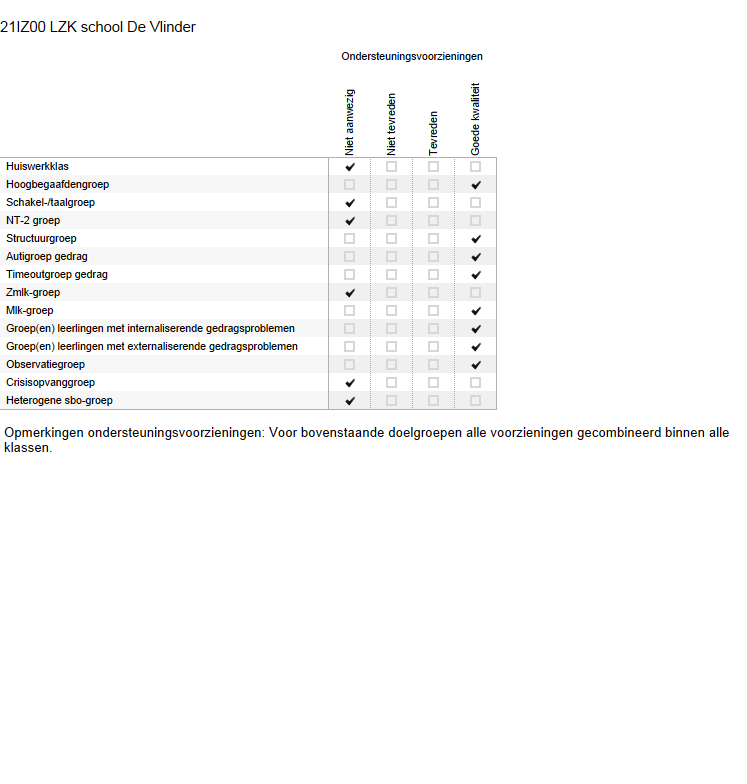 21IZ00 LZK school De Vlinder
Ondersteuningsvoorzieningen
Niet aanwezig
Niet tevreden
Tevreden
Goede kwaliteit
Huiswerkklas
Hoogbegaafdengroep
Schakel-/taalgroep
NT-2 groep
Structuurgroep
Autigroep gedrag
Timeoutgroep gedrag
Zmlk-groep
Mlk-groep
Groep(en) leerlingen met internaliserende gedragsproblemen
Groep(en) leerlingen met externaliserende gedragsproblemen
Observatiegroep
Crisisopvanggroep
Heterogene sbo-groep
Opmerkingen ondersteuningsvoorzieningen: Voor bovenstaande doelgroepen alle voorzieningen gecombineerd binnen alle
klassen.